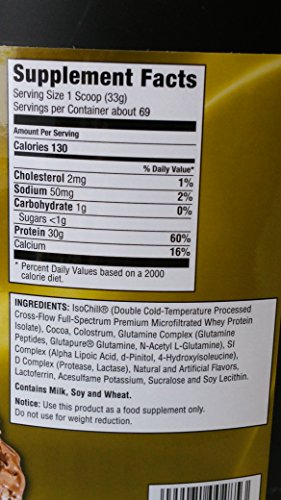 Supplement Facts
Serving Size 1 Scoop (33g)
Servings per Container about 69
Amount Per Serving
Calories 130
% Daily Value*
Cholesterol 2mg 1%
Sodium 50mg 2%
Carbohydrate 1g 0%
Sugars <1g
Protein 30g 60%
Calcium 16%
* Percent Daily Values based on a 2000
calorie diet.
INGREDIENTS: IsoChill® (Double Cold-Temperature Processed
Cross-Flow Full-Spectrum Premium Microfiltrated Whey Protein
Isolate), Cocoa, Colostrum, Glutamine Complex (Glutamine
Peptides, Glutapure® Glutamine, N-Acetyl L-Glutamine), SI
Complex (Alpha Lipoic Acid, d-Pinitol, 4-Hydroxyisoleucine),
D Complex (Protease, Lactase), Natural and Artificial Flavors,
Lactoferrin, Acesulfame Potassium, Sucralose and Soy Lecithin.
Contains Milk, Soy and Wheat.
Notice: Use this product as a food supplement only.
Do not use for weight reduction.